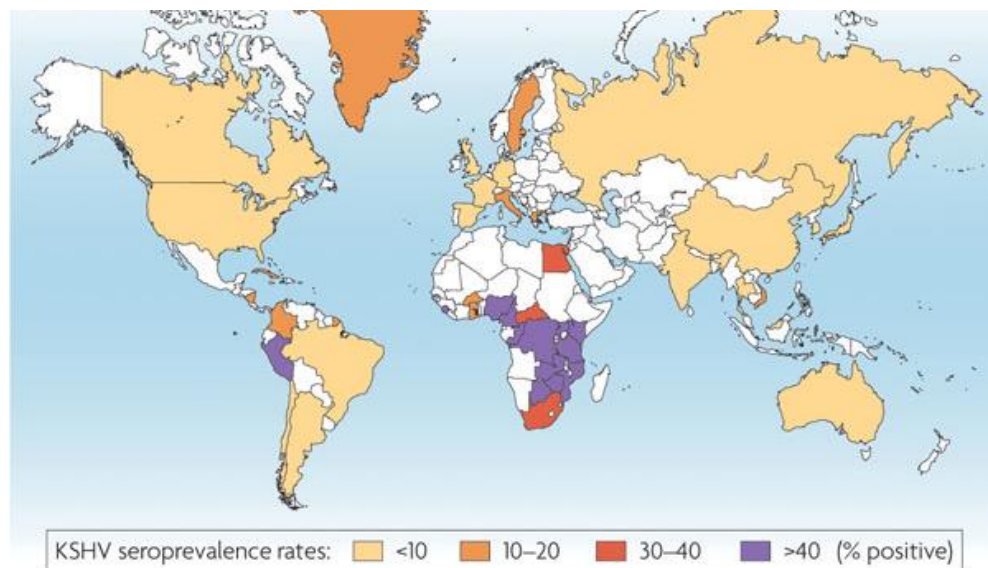 KSHV seroprevalence rates: <10 10–20 30–40 >40 (% positive)